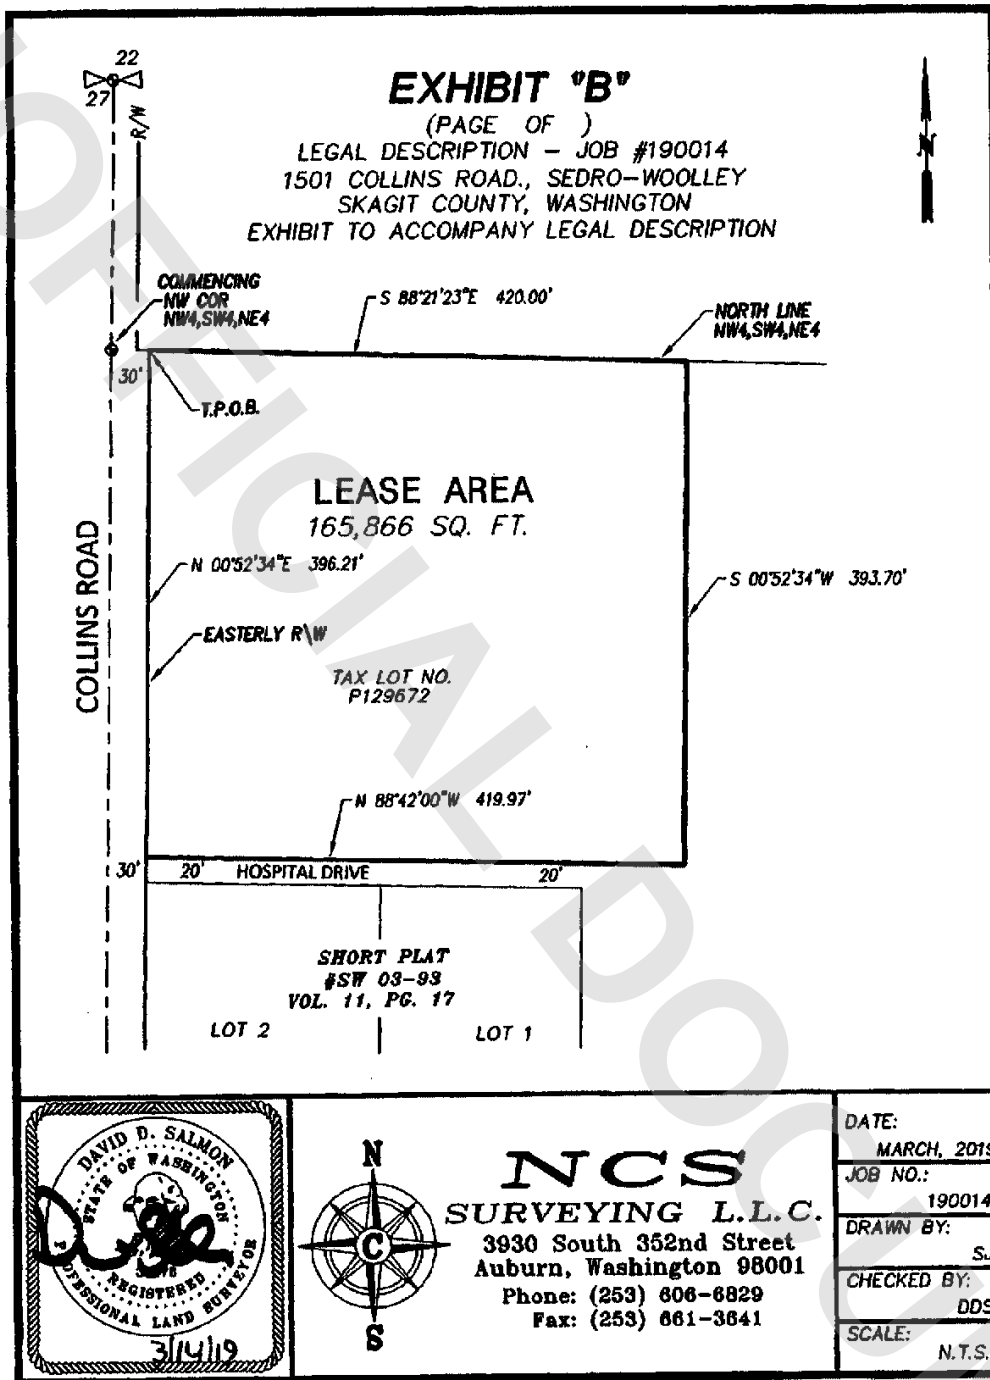 22
27
R/W
EXHIBIT "B"
(PAGE OF )
LEGAL DESCRIPTION - JOB #190014
1501 COLLINS ROAD., SEDRO-WOOLLEY
SKAGIT COUNTY, WASHINGTON
EXHIBIT TO ACCOMPANY LEGAL DESCRIPTION
N
COMMENCING
NW COR
NW4,SW4,NE4
S 88°21'23"E 420.00'
NORTH LINE
NW4,SW4,NE4
30'
T.P.O.B.
LEASE AREA
165,866 SQ. FT.
COLLINS ROAD
N 00°52'34"E 396.21'
S 00°52'34"W 393.70'
EASTERLY R\W
TAX LOT NO.
P129672
N 88°42'00"W 419.97'
30' 20' HOSPITAL DRIVE 20'
SHORT PLAT
#SW 03-93
VOL. 11, PG. 17
LOT 2 LOT 1
DAVID D. SALMON
STATE OF WASHINGTON
REGISTERED
PROFESSIONAL LAND SURVEYOR
3/14/19
N
C
S
NCS
SURVEYING L.L.C.
3930 South 352nd Street
Auburn, Washington 98001
Phone: (253) 606-6829
Fax: (253) 661-3641
DATE:
MARCH, 2019
JOB NO.:
190014
DRAWN BY:
SJ
CHECKED BY:
DDS
SCALE:
N.T.S.
OFFICIAL DOCU